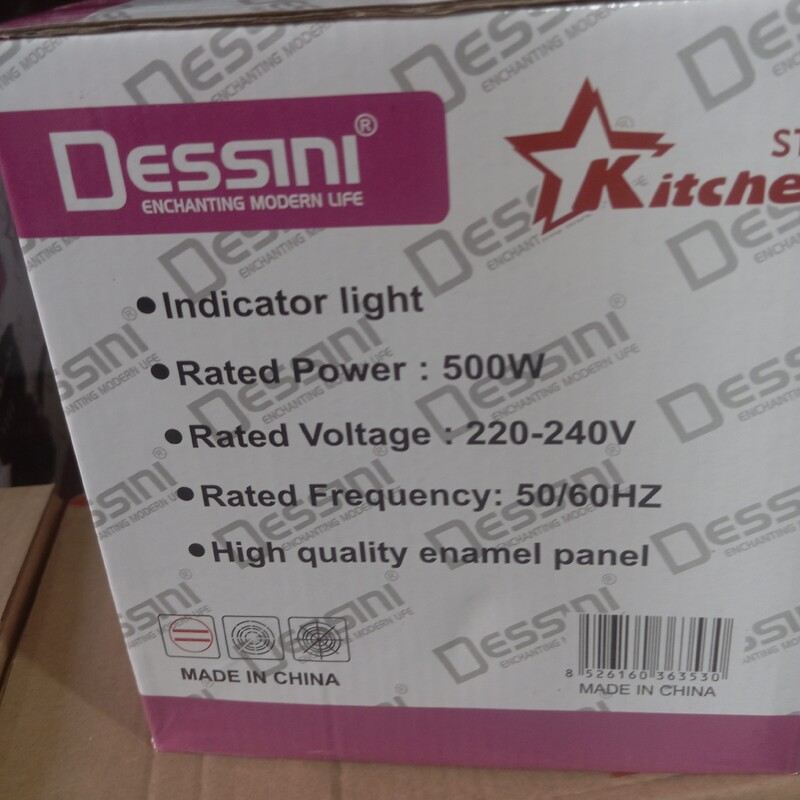 DESSINI®
ENCHANTING MODERN LIFE
ST
Kitche
•Indicator light
•Rated Power : 500W
•Rated Voltage : 220-240V
•Rated Frequency: 50/60HZ
•High quality enamel panel
MADE IN CHINA
8 526160 363530
MADE IN CHINA